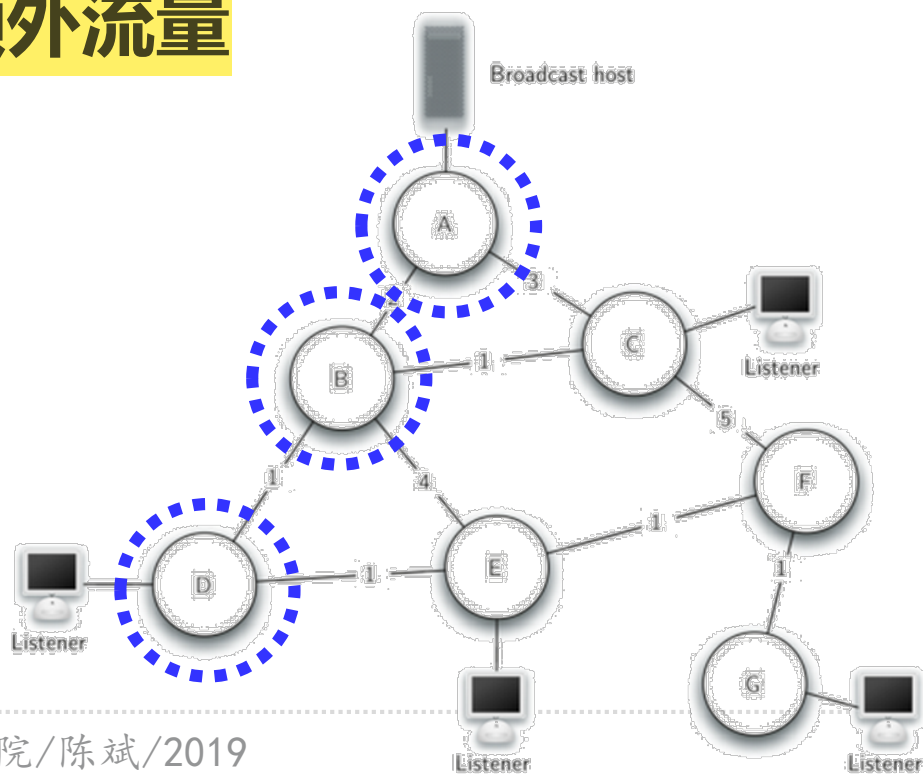 外流量
Broadcast host
A
2
3
B
1
C
Listener
5
1
4
F
1
D
1
E
1
Listener
G
Listener
Listener
院/陈斌/2019